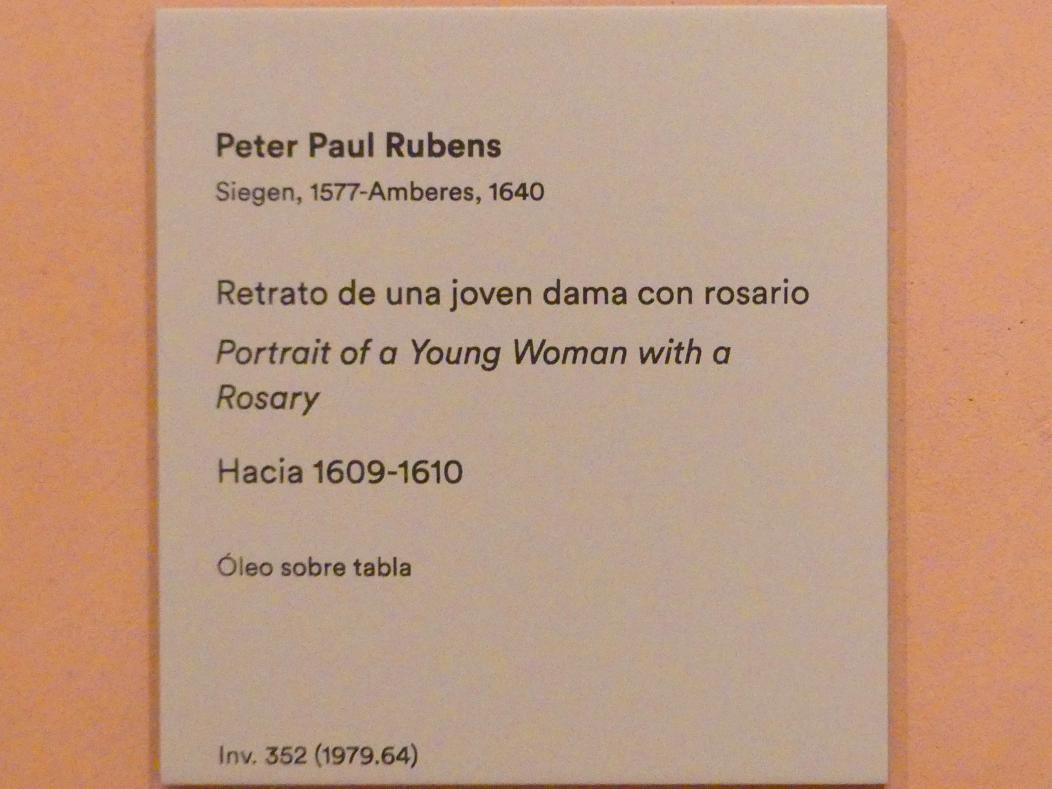 Peter Paul Rubens
Siegen, 1577-Amberes, 1640
Retrato de una joven dama con rosario
Portrait of a Young Woman with a
Rosary
Hacia 1609-1610
Óleo sobre tabla
Inv. 352 (1979.64)